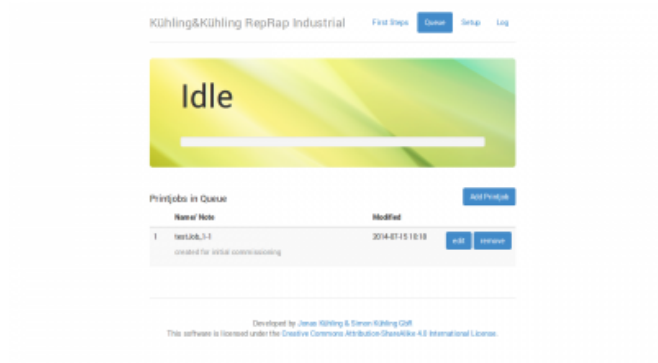 Kühling&Kühling RepRap Industrial
First Steps Queue Setup Log
Idle
Printjobs in Queue
Add Printjob
Name/ Note Modified
1 testJob_1-1 2014-07-15 10:18 edit remove
created for initial commissioning
Developed by Jonas Kühling & Simon Kühling GbR
This software is licensed under the Creative Commons Attribution-ShareAlike 4.0 International License.